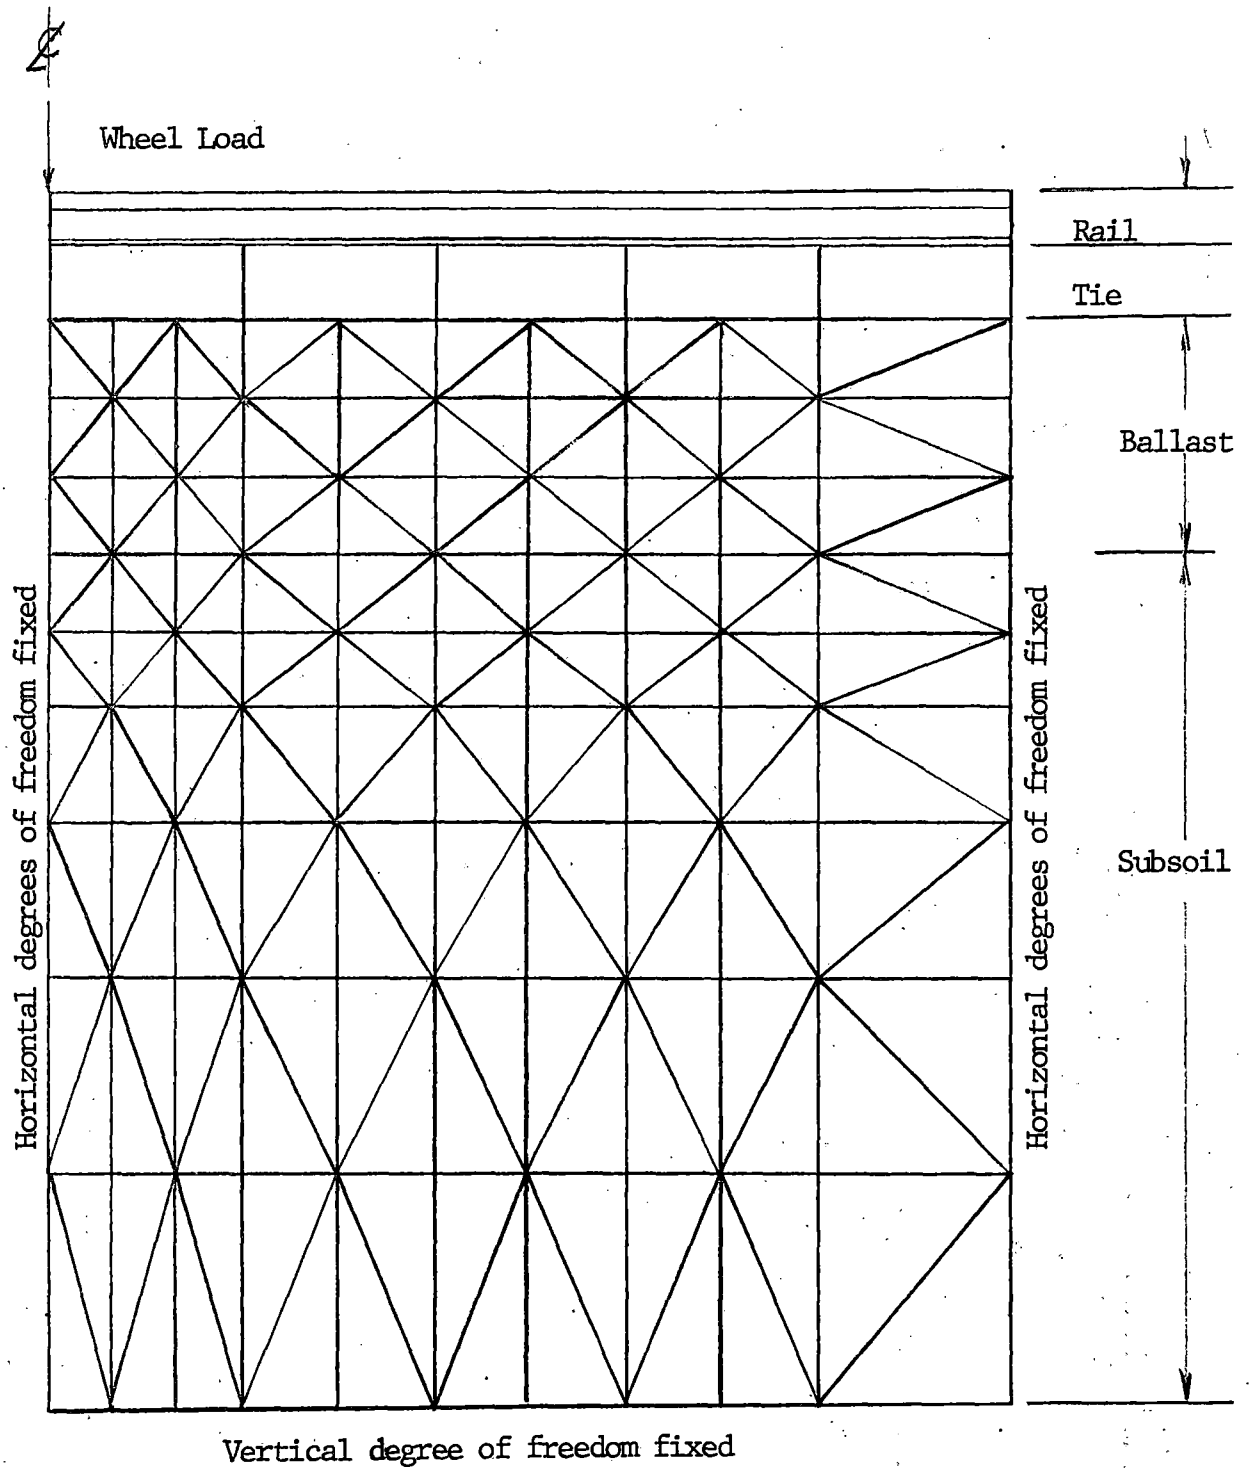 ℄
Wheel Load
Rail
Tie
Ballast
Subsoil
Horizontal degrees of freedom fixed
Horizontal degrees of freedom fixed
Vertical degree of freedom fixed